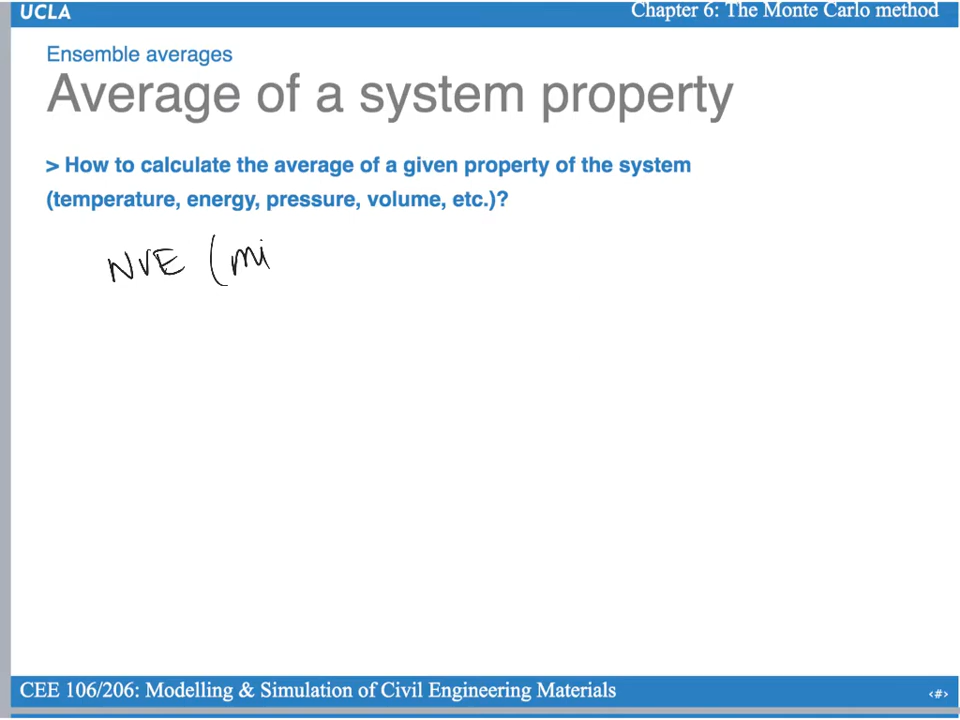 UCLA
Chapter 6: The Monte Carlo method
Ensemble averages
Average of a system property
> How to calculate the average of a given property of the system
(temperature, energy, pressure, volume, etc.)?
NVE (mi
CEE 106/206: Modelling & Simulation of Civil Engineering Materials
‹#›